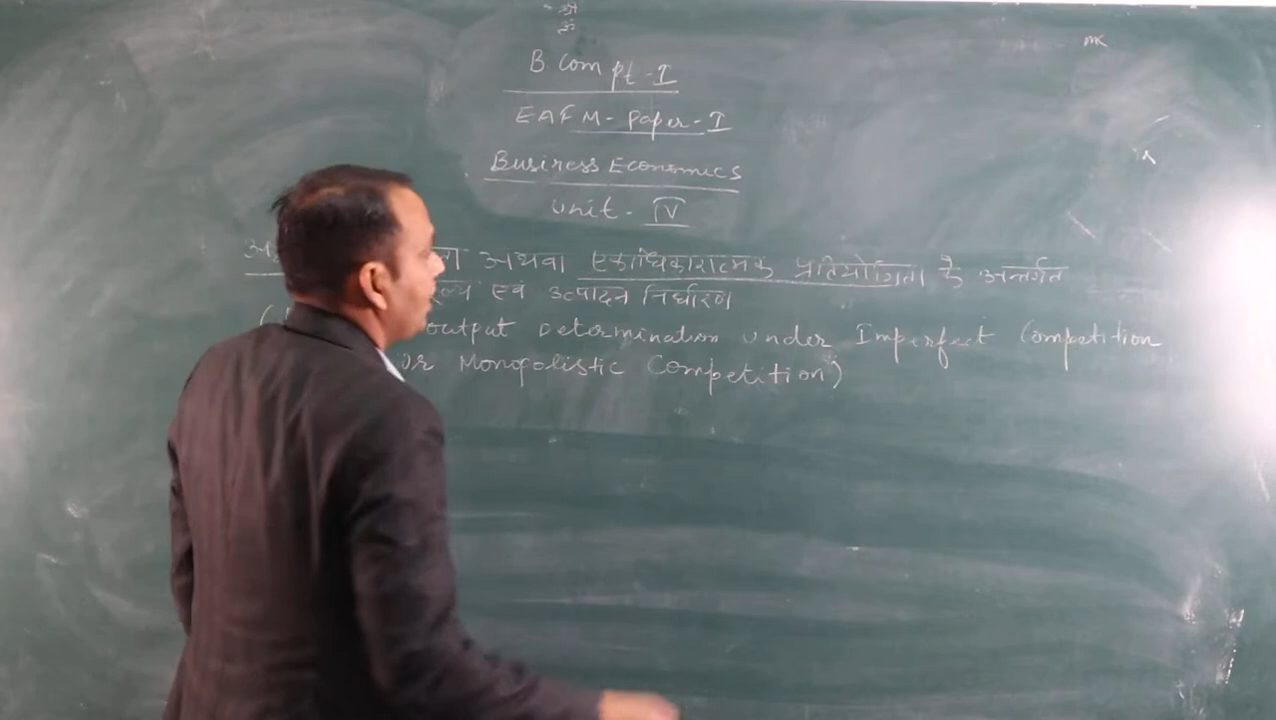 श्री
B. Com pt - I
EAFM - Paper - I
Business Economics
Unit - IV
अथवा एकाधिकारात्मक प्रतियोगिता के अन्तर्गत
एवं उत्पादन निर्धारण
output Determination under Imperfect Competition
or Monopolistic Competition)